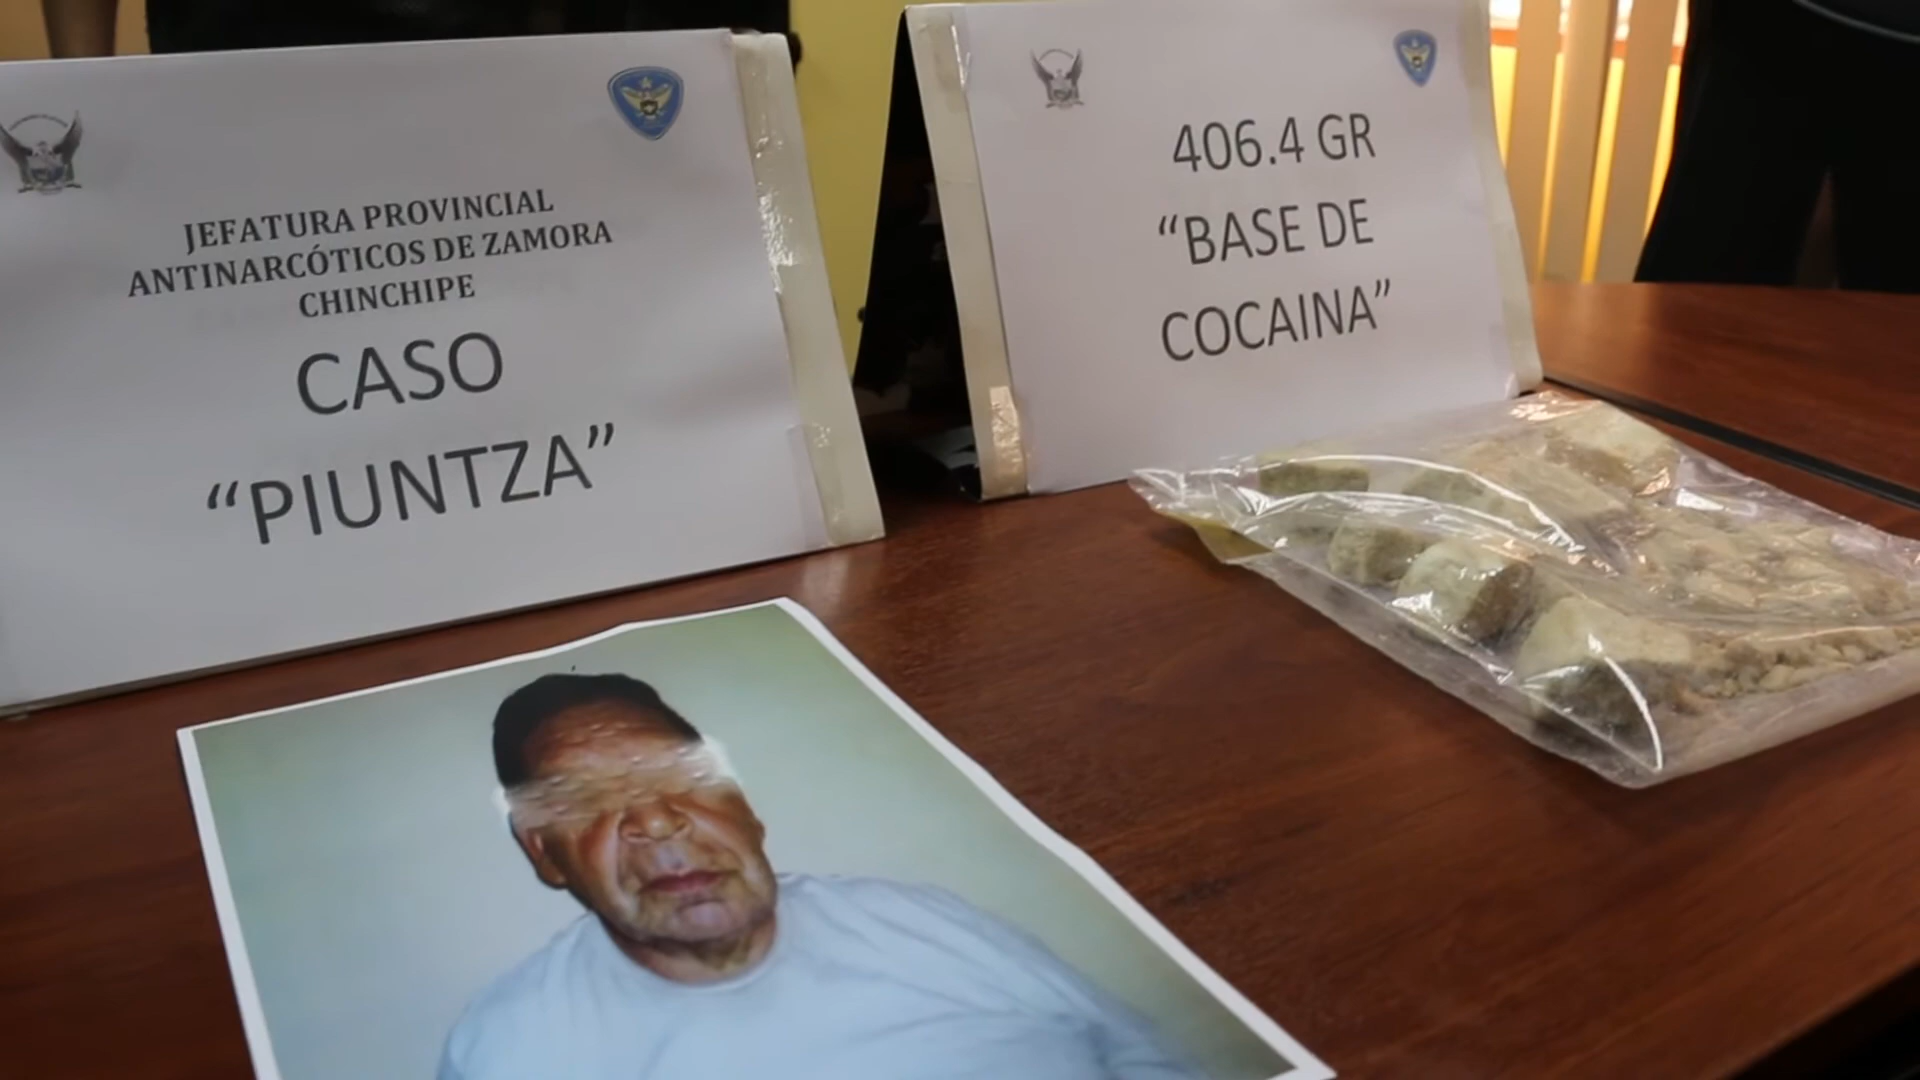 JEFATURA PROVINCIAL
ANTINARCÓTICOS DE ZAMORA
CHINCHIPE
CASO
“PIUNTZA”
406.4 GR
“BASE DE
COCAINA”